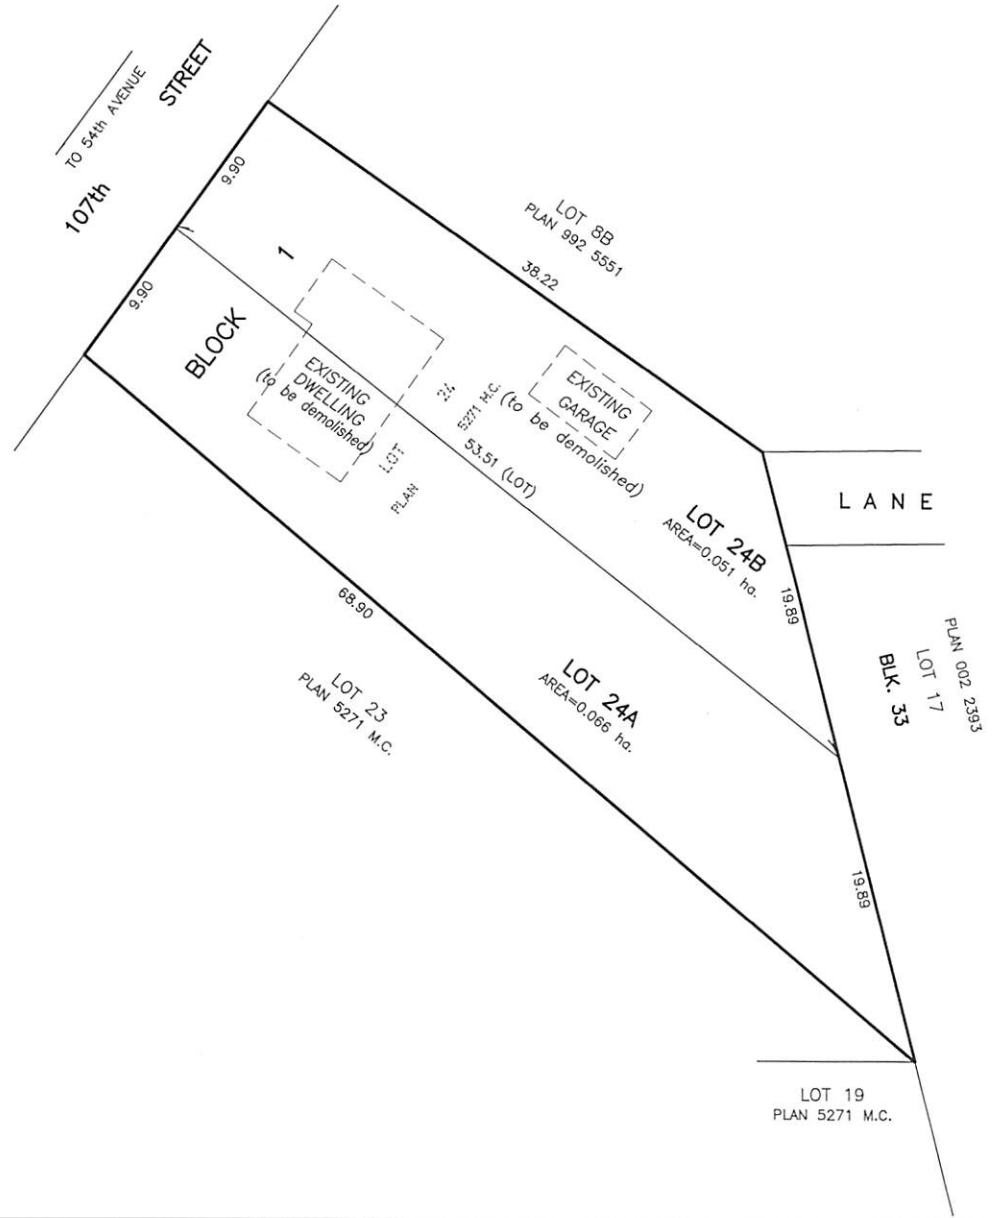 107th STREET
TO 54th AVENUE
9.90
9.90
BLOCK 1
LOT 8B
PLAN 992 5551
38.22
EXISTING
DWELLING
(to be demolished)
EXISTING
GARAGE
(to be demolished)
LOT 24
PLAN 5271 M.C.
53.51 (LOT)
LOT 24B
AREA=0.051 ha.
LANE
19.89
68.90
LOT 23
PLAN 5271 M.C.
LOT 24A
AREA=0.066 ha.
PLAN 002 2393
LOT 17
BLK. 33
19.89
LOT 19
PLAN 5271 M.C.